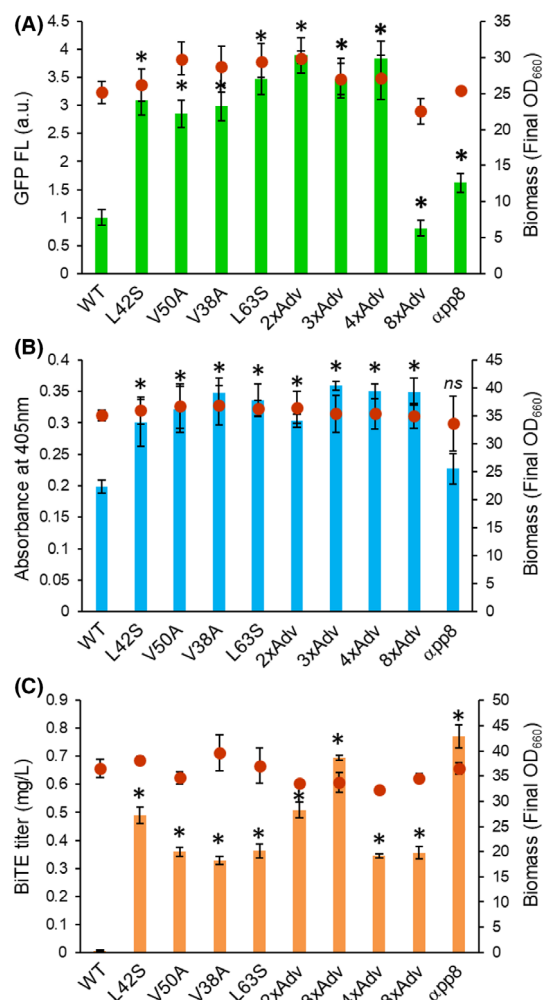 (A)
GFP FL (a.u.)
4.5
4
3.5
3
2.5
2
1.5
1
0.5
0
* * * * * * * * *
35
30
25
20
15
10
5
0
Biomass (Final OD660)
WT
L42S
V50A
V38A
L63S
2xAdv
3xAdv
4xAdv
8xAdv
αpp8
(B)
Absorbance at 405nm
0.4
0.35
0.3
0.25
0.2
0.15
0.1
0.05
0
* * * * * * * * ns
45
40
35
30
25
20
15
10
5
0
Biomass (Final OD660)
WT
L42S
V50A
V38A
L63S
2xAdv
3xAdv
4xAdv
8xAdv
αpp8
(C)
BiTE titer (mg/L)
0.9
0.8
0.7
0.6
0.5
0.4
0.3
0.2
0.1
0
* * * * * * * * *
50
45
40
35
30
25
20
15
10
5
0
Biomass (Final OD660)
WT
L42S
V50A
V38A
L63S
2xAdv
3xAdv
4xAdv
8xAdv
αpp8